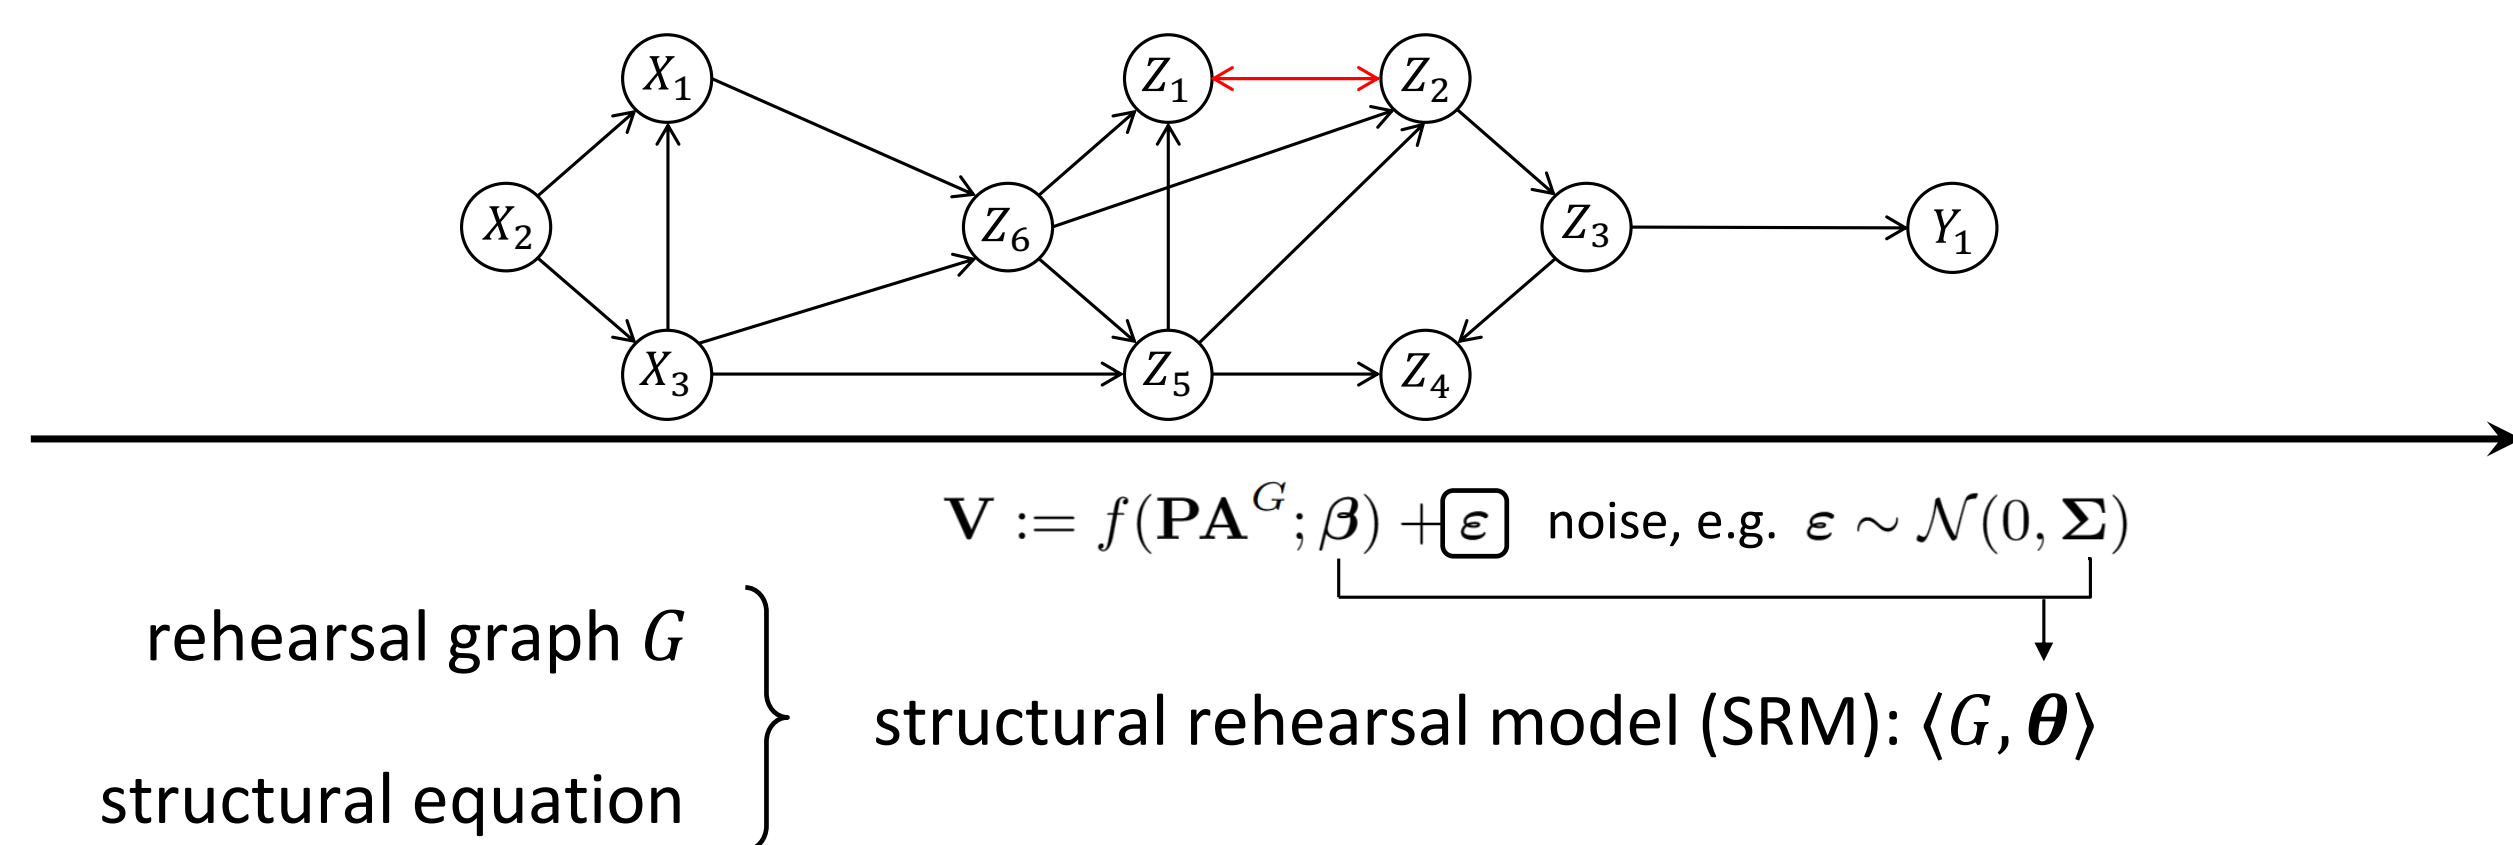 X₁ Z₁ Z₂
X₂ Z₆ Z₃ Y₁
X₃ Z₅ Z₄
V := f(PA^G; β) + ε noise, e.g. ε ~ 𝒩(0, Σ)
rehearsal graph G
structural rehearsal model (SRM): ⟨G, θ⟩
structural equation